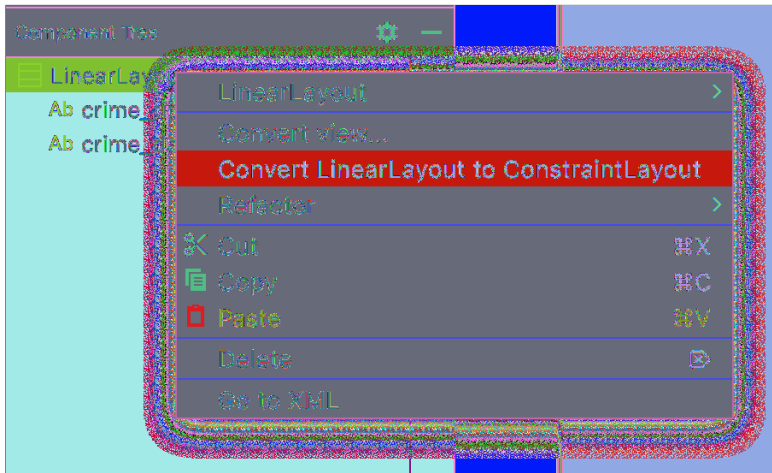 Component Tree
LinearLay
Ab crime_
Ab crime_
LinearLayout
Convert view...
Convert LinearLayout to ConstraintLayout
Refactor
Cut ⌘X
Copy ⌘C
Paste ⌘V
Delete ⌦
Go to XML